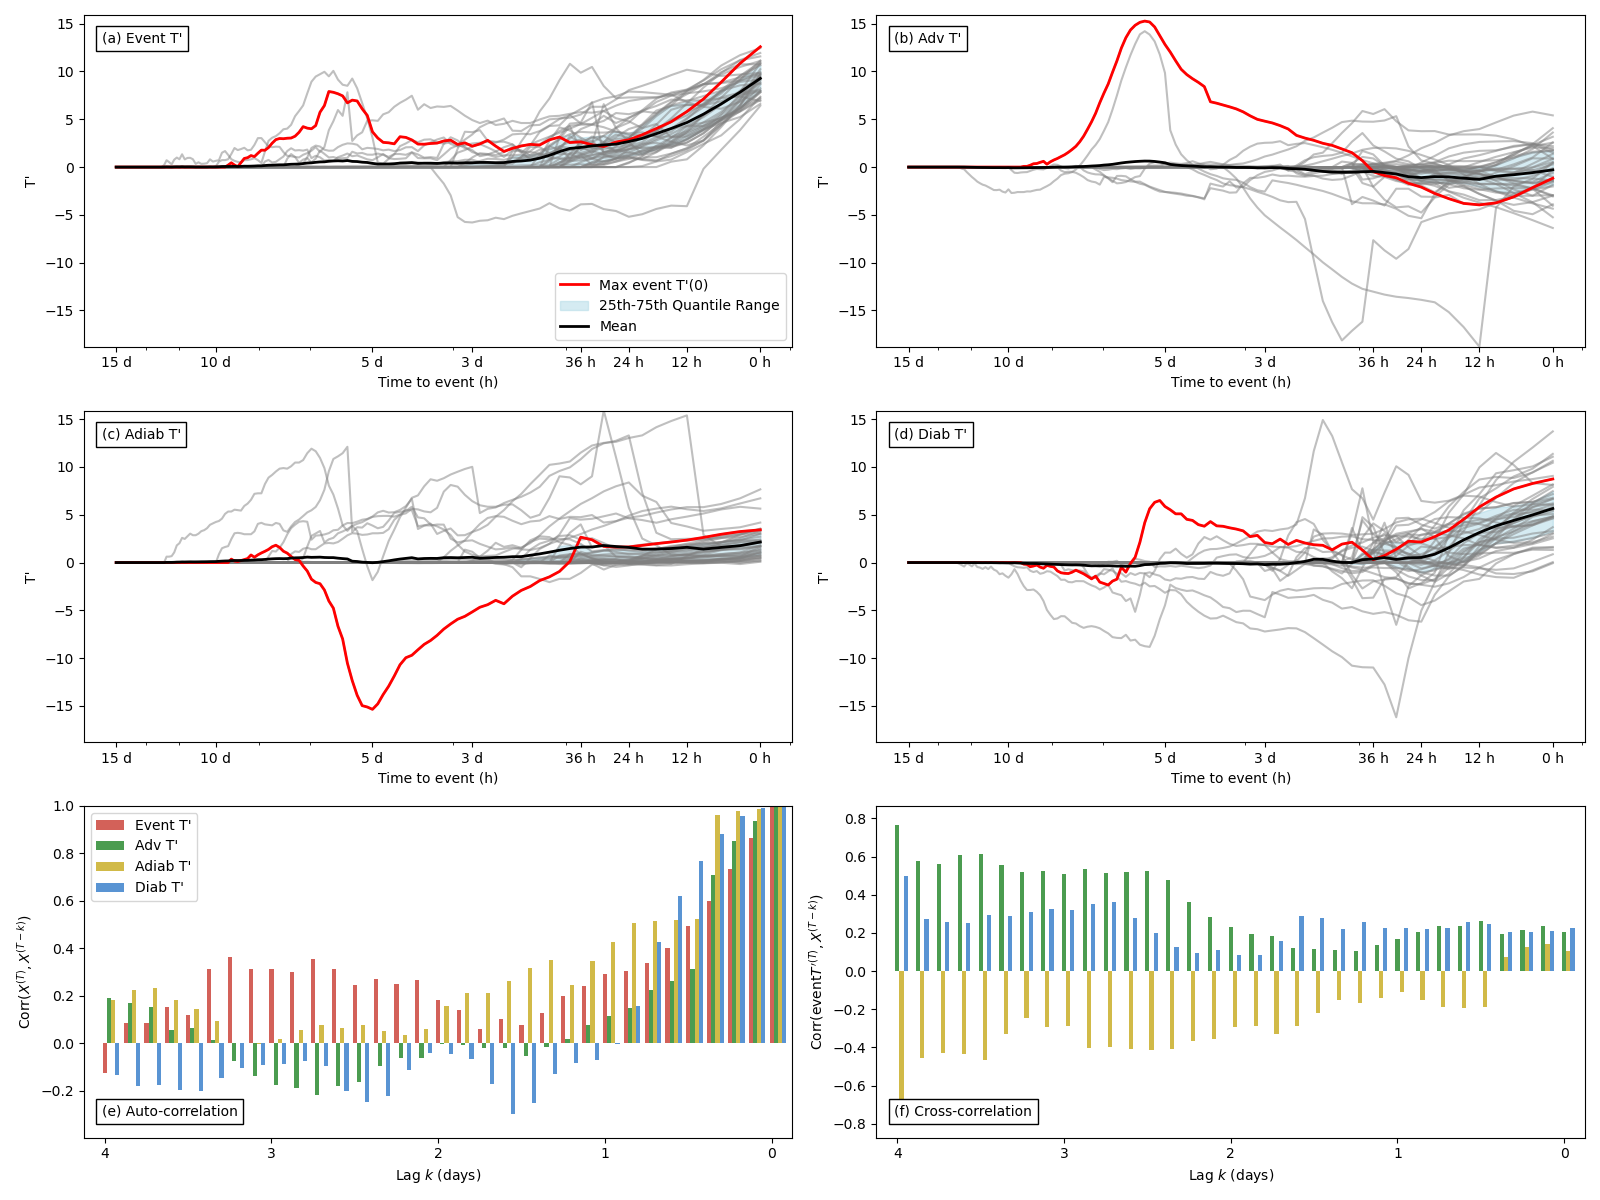 15
10
5
0
−5
−10
−15
T'
(a) Event T'
Max event T'(0)
25th-75th Quantile Range
Mean
15 d
10 d
5 d
3 d
36 h
24 h
12 h
0 h
Time to event (h)
15
10
5
0
−5
−10
−15
T'
(b) Adv T'
15 d
10 d
5 d
3 d
36 h
24 h
12 h
0 h
Time to event (h)
15
10
5
0
−5
−10
−15
T'
(c) Adiab T'
15 d
10 d
5 d
3 d
36 h
24 h
12 h
0 h
Time to event (h)
15
10
5
0
−5
−10
−15
T'
(d) Diab T'
15 d
10 d
5 d
3 d
36 h
24 h
12 h
0 h
Time to event (h)
1.0
0.8
0.6
0.4
0.2
0.0
−0.2
Corr(X^(T), X^(T−k))
Event T'
Adv T'
Adiab T'
Diab T'
(e) Auto-correlation
4
3
2
1
0
Lag k (days)
0.8
0.6
0.4
0.2
0.0
−0.2
−0.4
−0.6
−0.8
Corr(eventT'^(T), X^(T−k))
(f) Cross-correlation
4
3
2
1
0
Lag k (days)